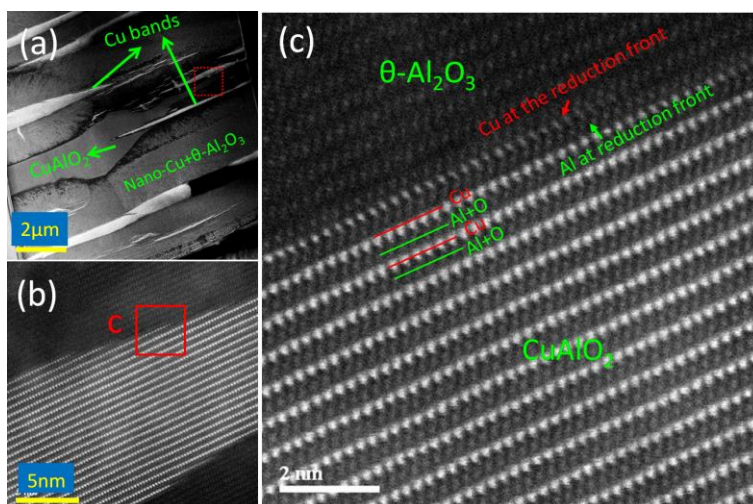 (a)
Cu bands
CuAlO₂
Nano-Cu+θ-Al₂O₃
2μm
(b)
c
5nm
(c)
θ-Al₂O₃
Cu at the reduction front
Al at reduction front
Cu
Al+O
Cu
Al+O
CuAlO₂
2 nm